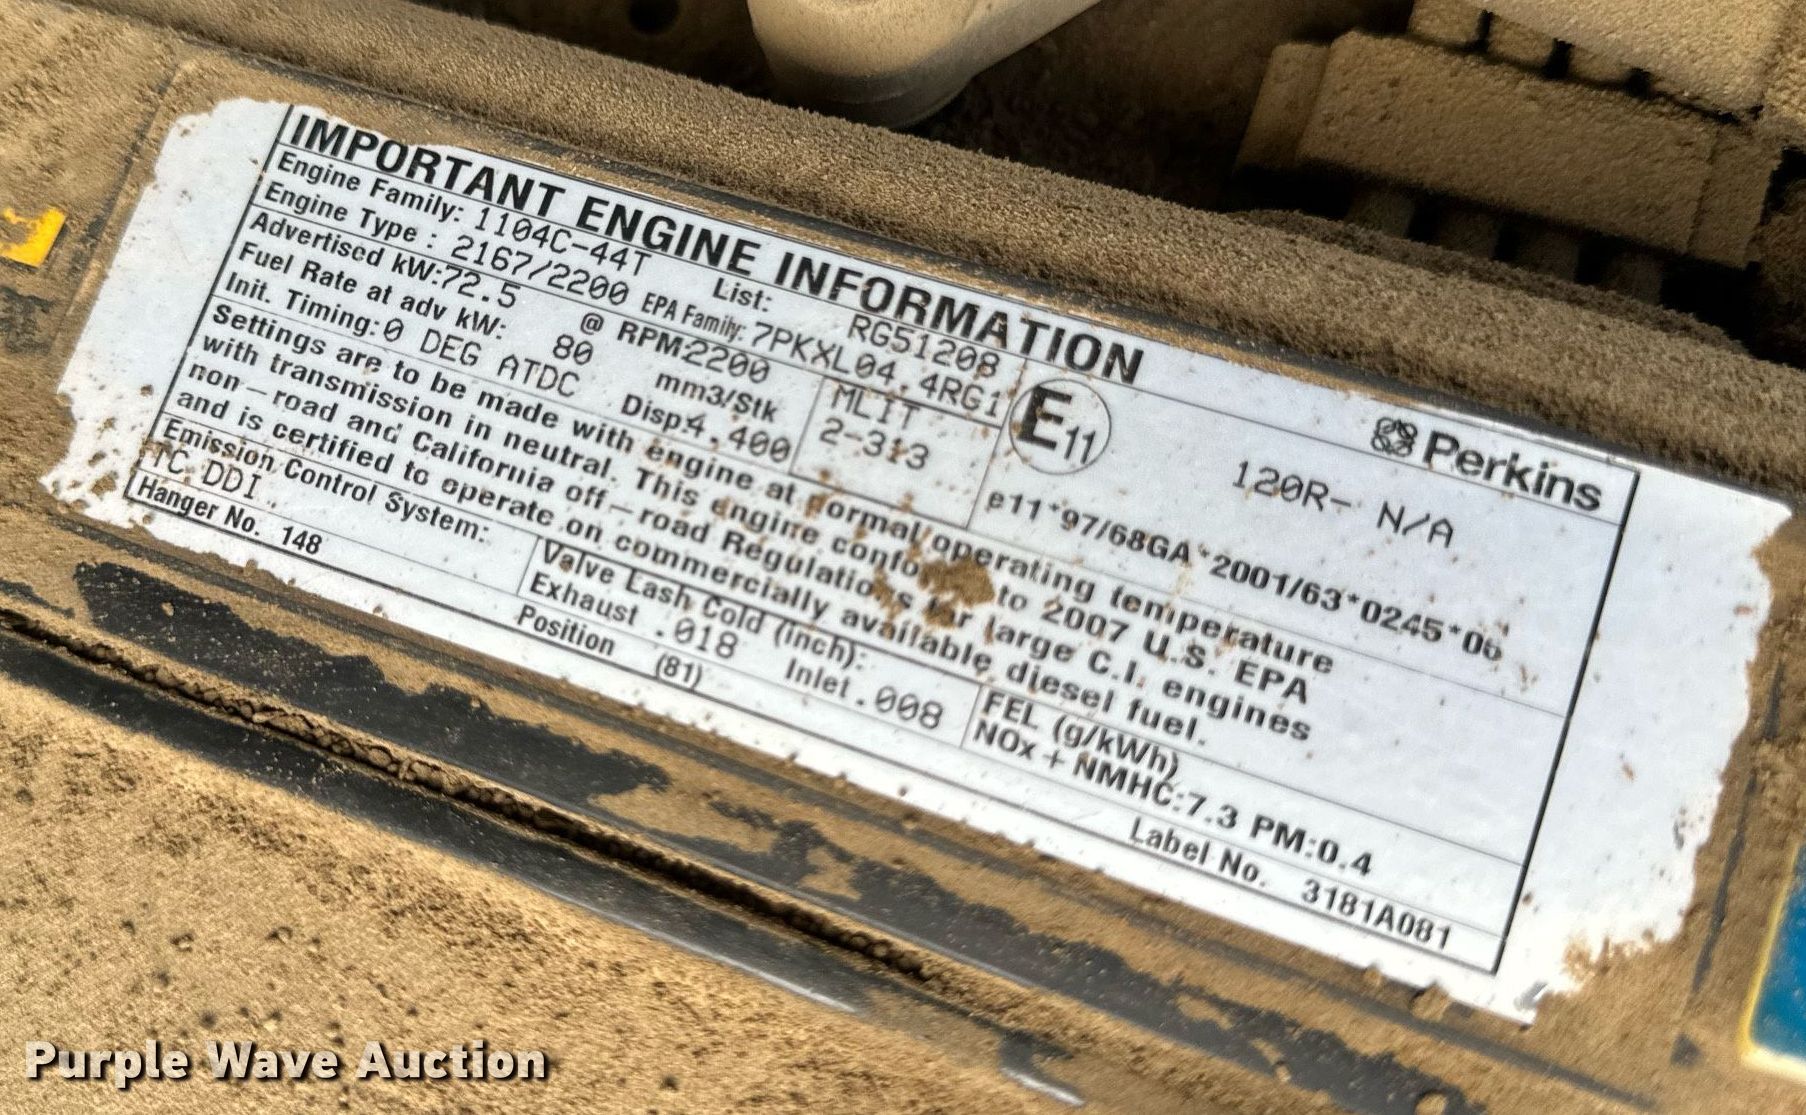 IMPORTANT ENGINE INFORMATION
Perkins
Engine Family: 1104C-44T List: RG51208
Engine Type : 2167/2200 EPA Family: 7PKXL04.4RG1
Advertised kW:72.5 @ RPM:2200
Fuel Rate at adv kW: 80 mm3/Stk
Init. Timing:0 DEG ATDC Disp:4.400
MLIT
2-313
E11
120R- N/A
e11*97/68GA*2001/63*0245*06
Settings are to be made with engine at normal operating temperature
with transmission in neutral. This engine conforms to 2007 U.S. EPA
non-road and California off-road Regulations for large C.I. engines
and is certified to operate on commercially available diesel fuel.
Emission Control System:
TC DDI
Valve Lash Cold (inch):
Exhaust .018 Inlet .008
FEL (g/kWh)
NOx + NMHC:7.3 PM:0.4
Hanger No. 148 Position (81) Label No. 3181A081
Purple Wave Auction